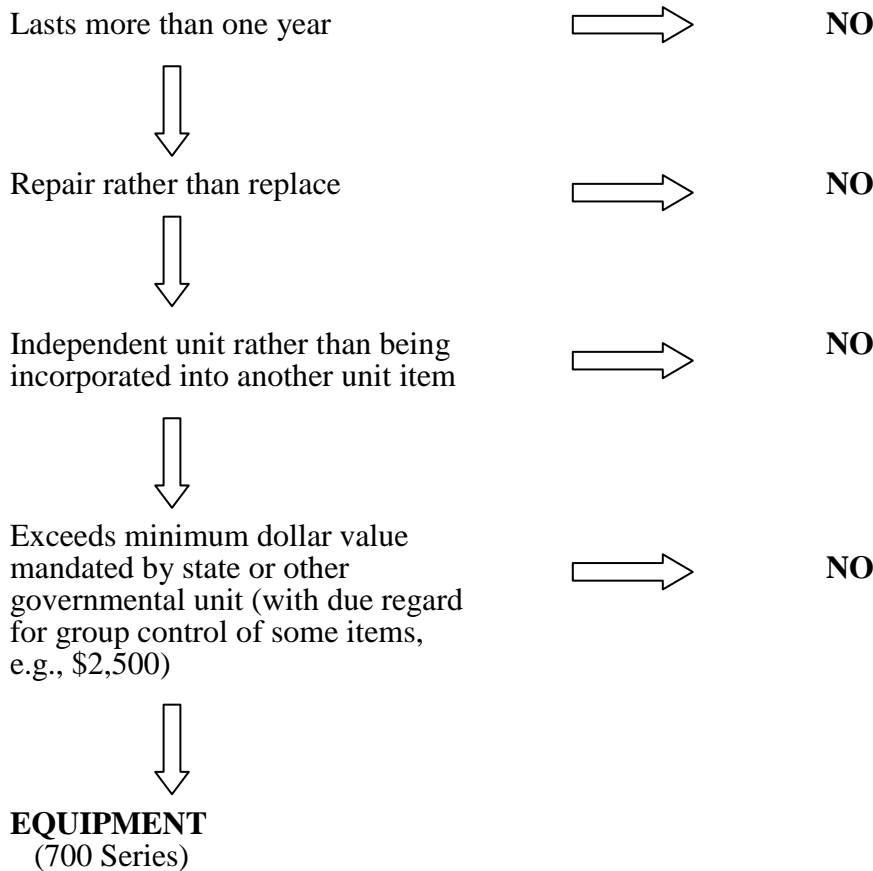 Lasts more than one year NO
Repair rather than replace NO
Independent unit rather than being NO
incorporated into another unit item
Exceeds minimum dollar value
mandated by state or other NO
governmental unit (with due regard
for group control of some items,
e.g., $2,500)
EQUIPMENT
(700 Series)